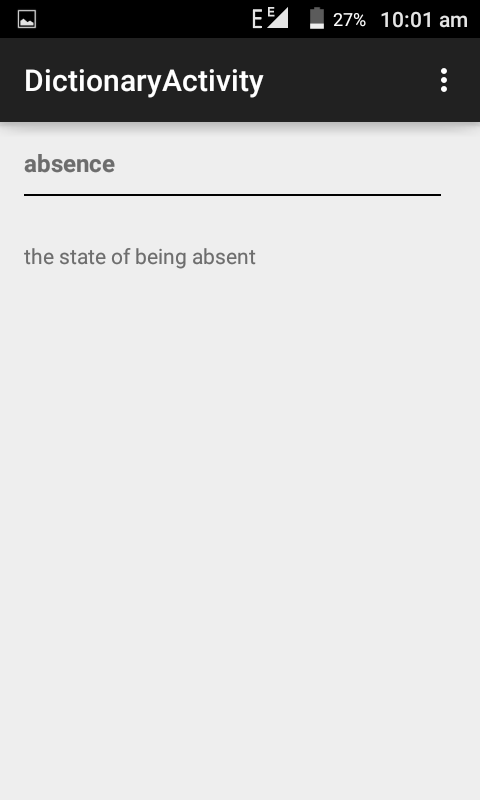 E E 27% 10:01 am
DictionaryActivity
absence
the state of being absent